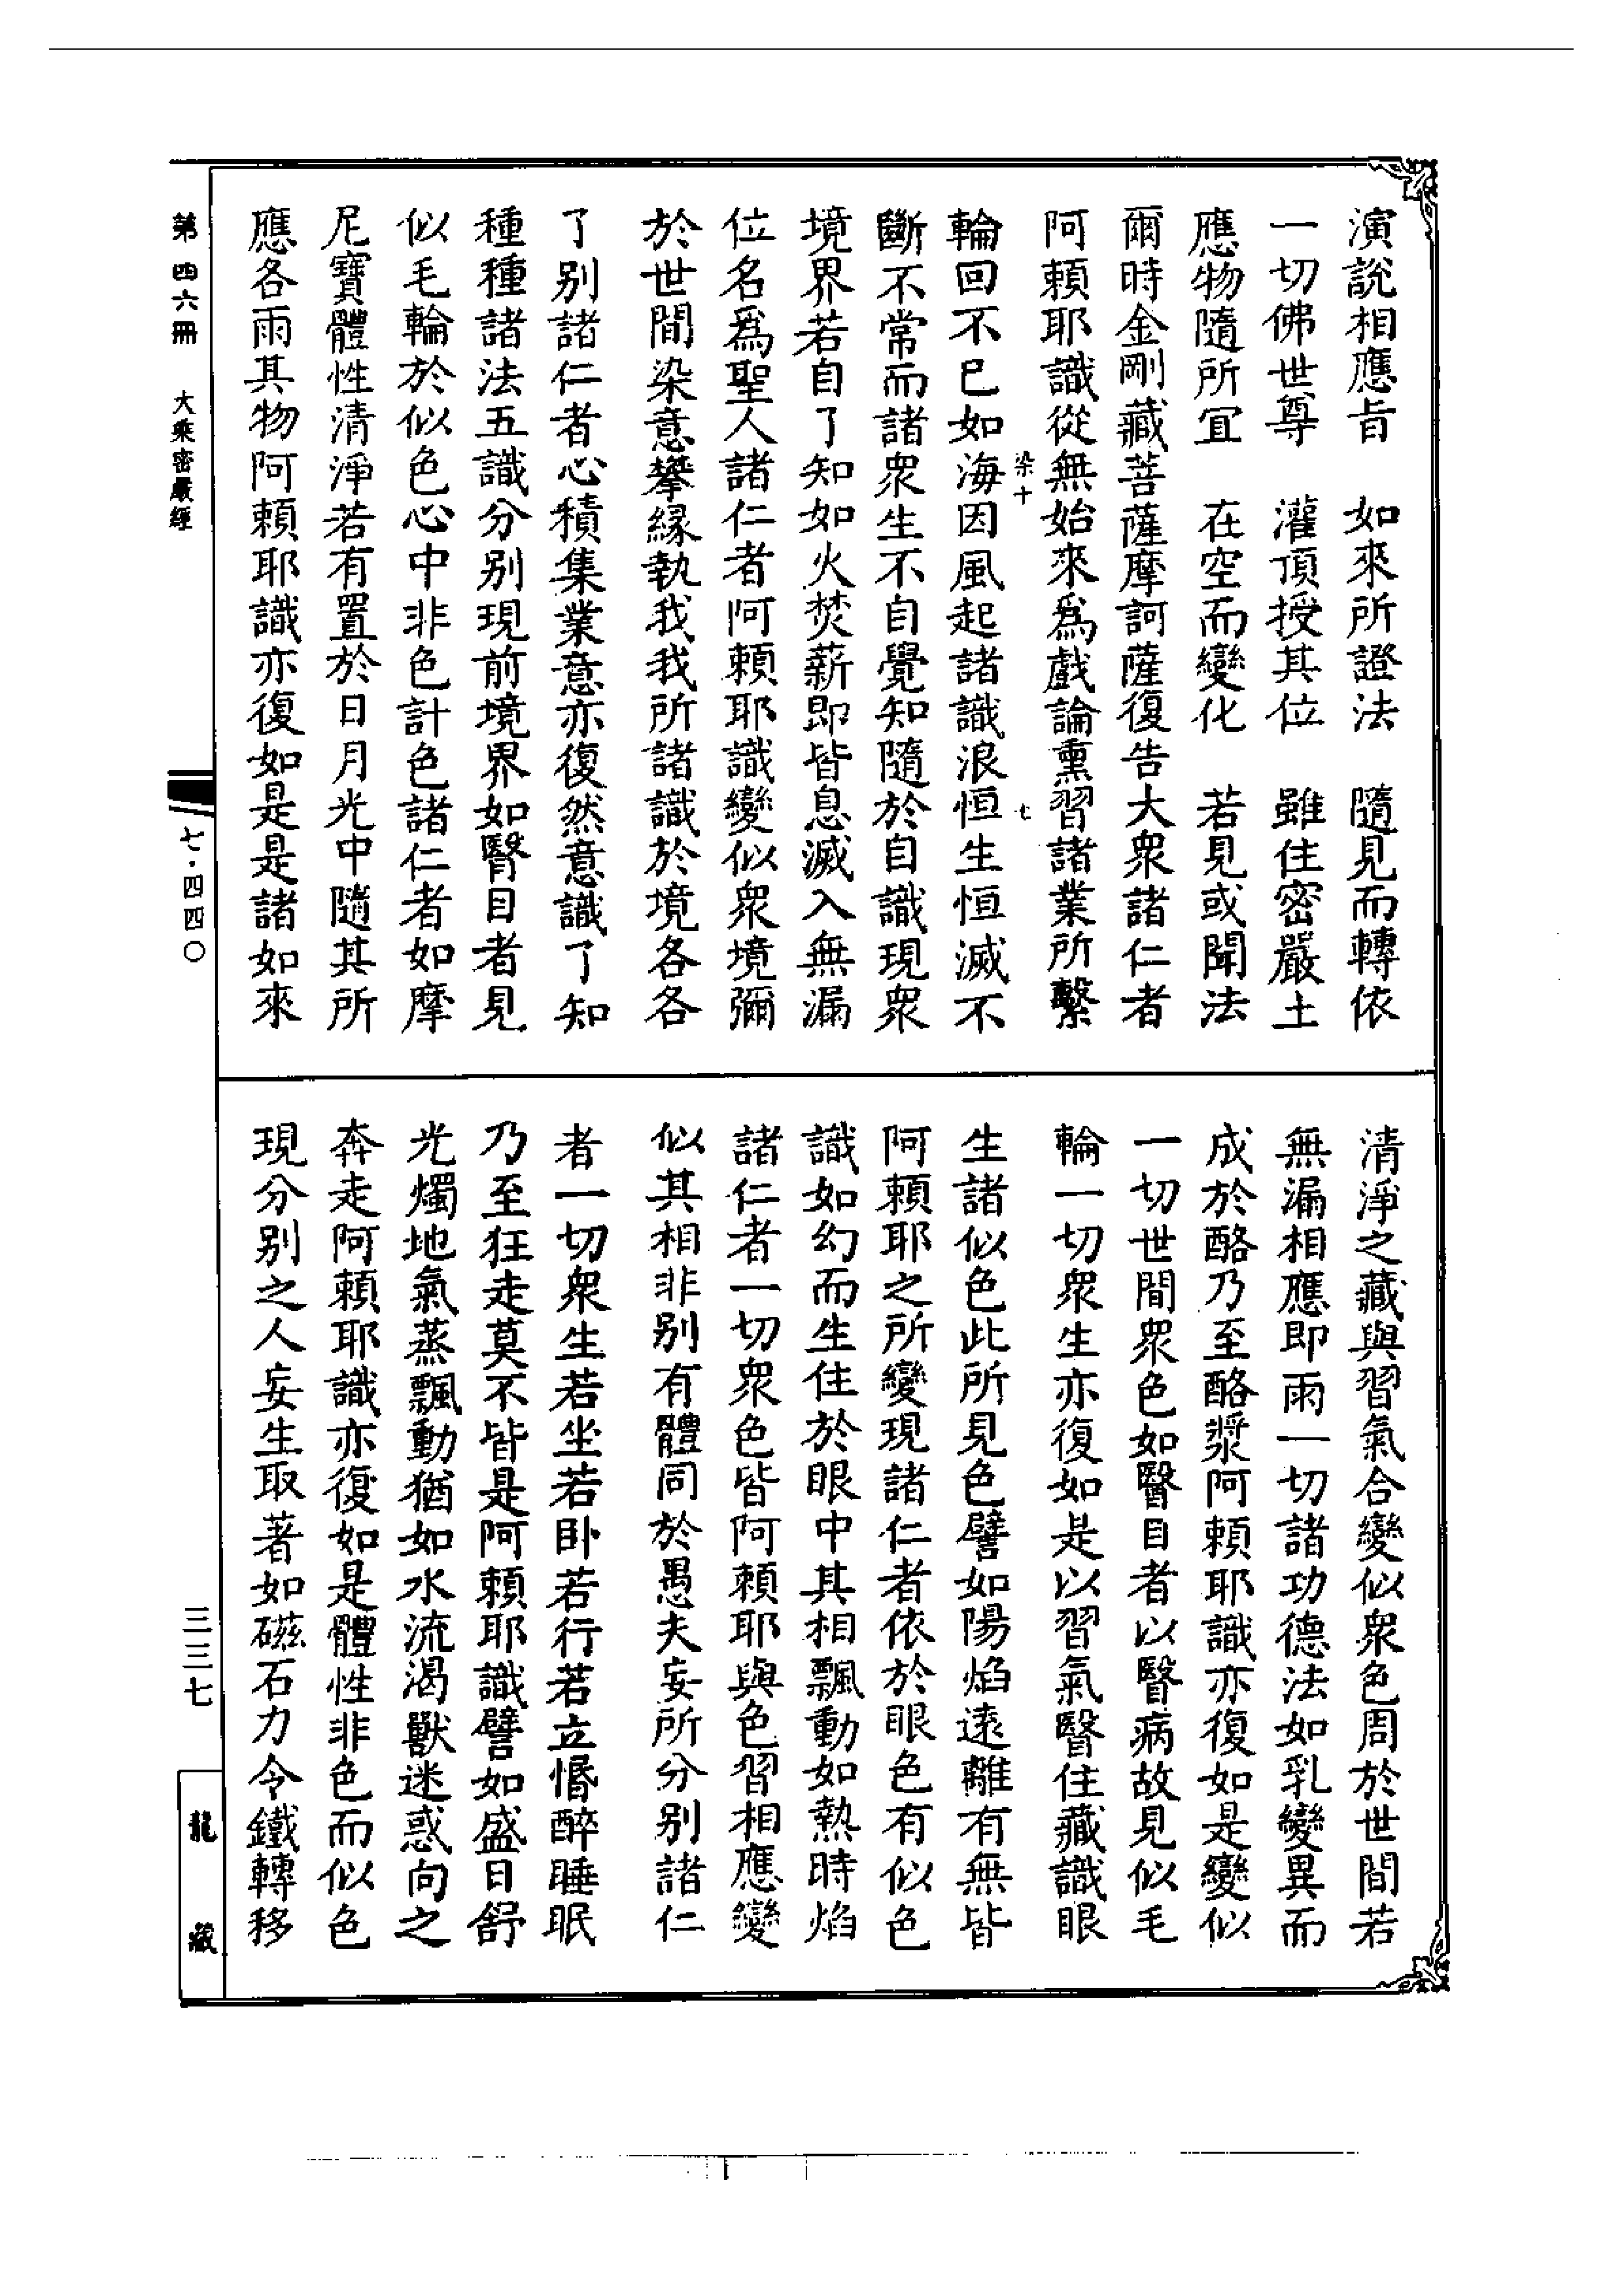 演說相應旨　如來所證法　隨見而轉依
一切佛世尊　灌頂授其位　雖住密嚴土
應物隨所宜　在空而變化　若見或聞法
爾時金剛藏菩薩摩訶薩復告大衆諸仁者
阿賴耶識從無始來爲戲論熏習諸業所繫
染十　七
輪回不已如海因風起諸識浪恒生恒滅不
斷不常而諸衆生不自覺知隨於自識現衆
境界若自了知如火焚薪即皆息滅入無漏
位名爲聖人諸仁者阿賴耶識變似衆境彌
於世間染意攀緣執我我所諸識於境各各
了別諸仁者心積集業意亦復然意識了知
種種諸法五識分別現前境界如瞖目者見
似毛輪於似色心中非色計色諸仁者如摩
尼寶體性清淨若有置於日月光中隨其所
應各雨其物阿賴耶識亦復如是是諸如來
清淨之藏與習氣合變似衆色周於世間若
無漏相應即雨一切諸功德法如乳變異而
成於酪乃至酪漿阿賴耶識亦復如是變似
一切世間衆色如瞖目者以瞖病故見似毛
輪一切衆生亦復如是以習氣瞖住藏識眼
生諸似色此所見色譬如陽焰遠離有無皆
阿賴耶之所變現諸仁者依於眼色有似色
識如幻而生住於眼中其相飄動如熱時焰
諸仁者一切衆色皆阿賴耶與色習相應變
似其相非別有體同於愚夫妄所分別諸仁
者一切衆生若坐若臥若行若立惛醉睡眠
乃至狂走莫不皆是阿賴耶識譬如盛日舒
光燭地氣蒸飄動猶如水流渴獸迷惑向之
奔走阿賴耶識亦復如是體性非色而似色
現分別之人妄生取著如磁石力令鐵轉移
第四六冊　大乘密嚴經
七·四四〇
三三七
龍藏